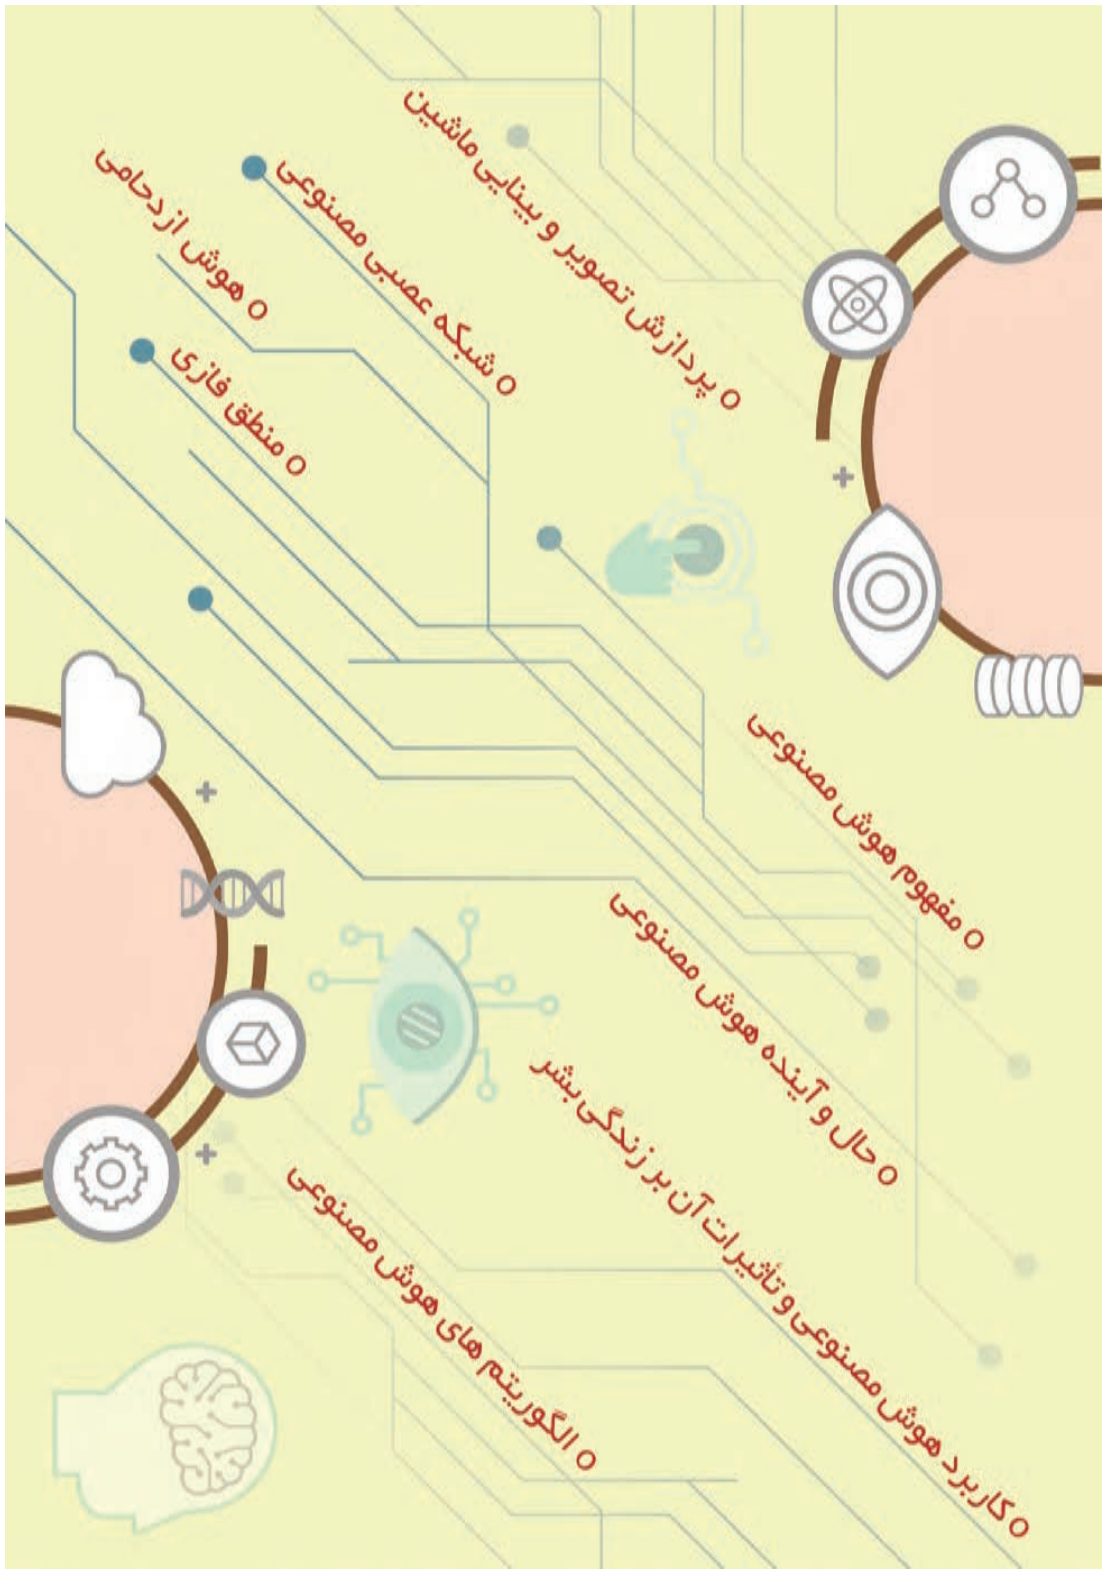 مفهوم هوش مصنوعی
حال و آینده هوش مصنوعی
کاربرد هوش مصنوعی و تأثیرات آن بر زندگی بشر
الگوریتم های هوش مصنوعی
پردازش تصویر و بینایی ماشین
شبکه عصبی مصنوعی
هوش ازدحامی
منطق فازی